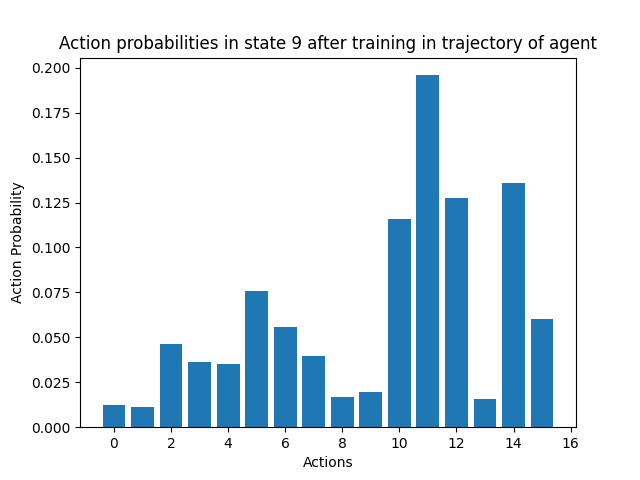 Action probabilities in state 9 after training in trajectory of agent
0.200
0.175
0.150
0.125
0.100
0.075
0.050
0.025
0.000
Action Probability
0 2 4 6 8 10 12 14 16
Actions